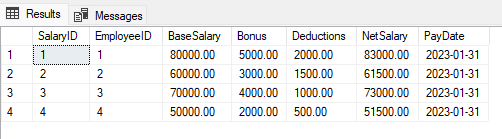 Results Messages
SalaryID EmployeeID BaseSalary Bonus Deductions NetSalary PayDate
1 1 1 80000.00 5000.00 2000.00 83000.00 2023-01-31
2 2 2 60000.00 3000.00 1500.00 61500.00 2023-01-31
3 3 3 70000.00 4000.00 1000.00 73000.00 2023-01-31
4 4 4 50000.00 2000.00 500.00 51500.00 2023-01-31